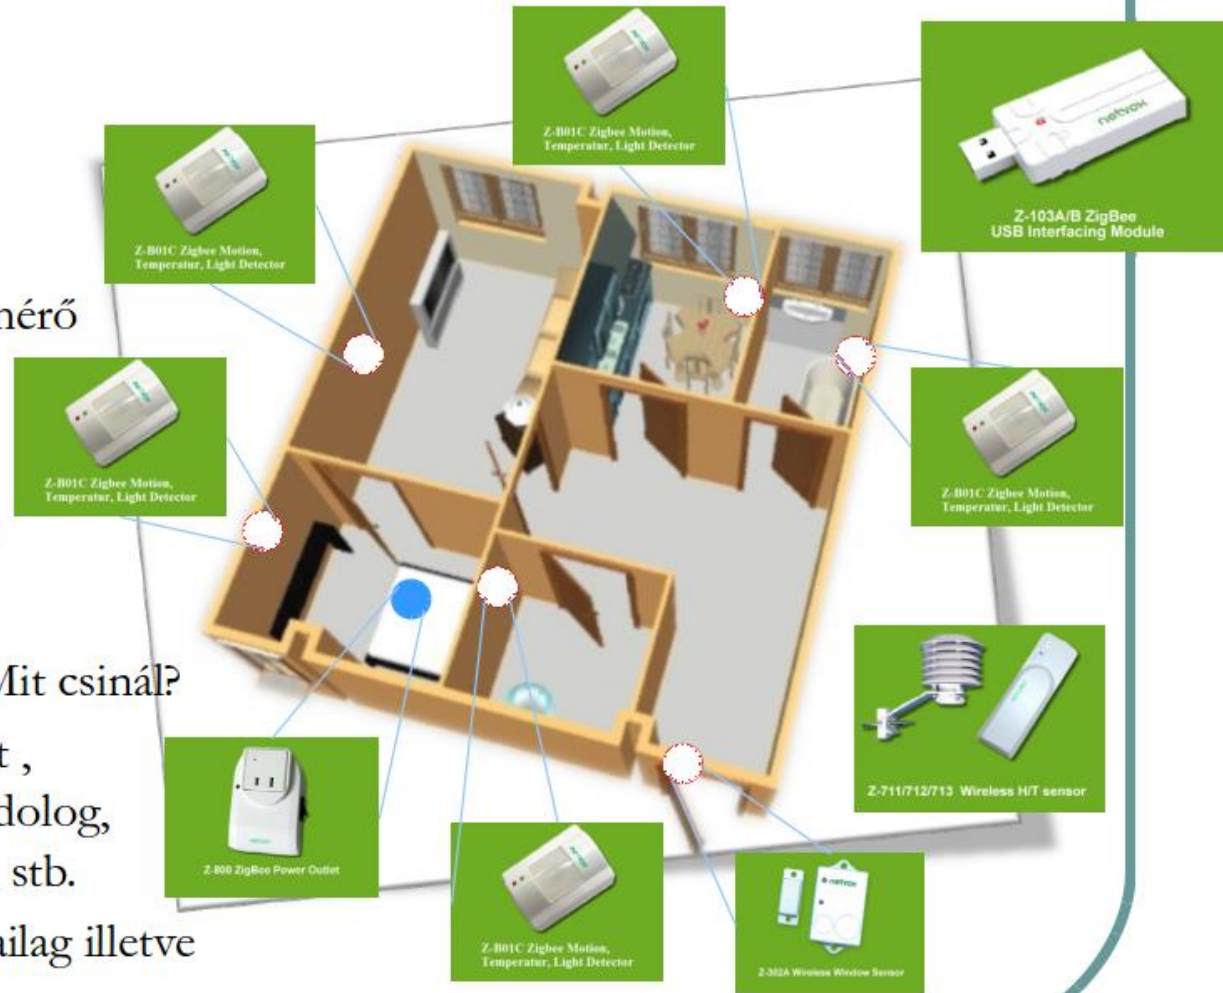 Z-B01C Zigbee Motion,
Temperatur, Light Detector
netvox
Z-103A/B ZigBee
USB Interfacing Module
Z-B01C Zigbee Motion,
Temperatur, Light Detector
Z-B01C Zigbee Motion,
Temperatur, Light Detector
Z-B01C Zigbee Motion,
Temperatur, Light Detector
Mit csinál?
t ,
dolog,
stb.
illetve
Z-711/712/713 Wireless H/T sensor
Z-800 ZigBee Power Outlet
Z-B01C Zigbee Motion,
Temperatur, Light Detector
netvox
Z-302A Wireless Window Sensor